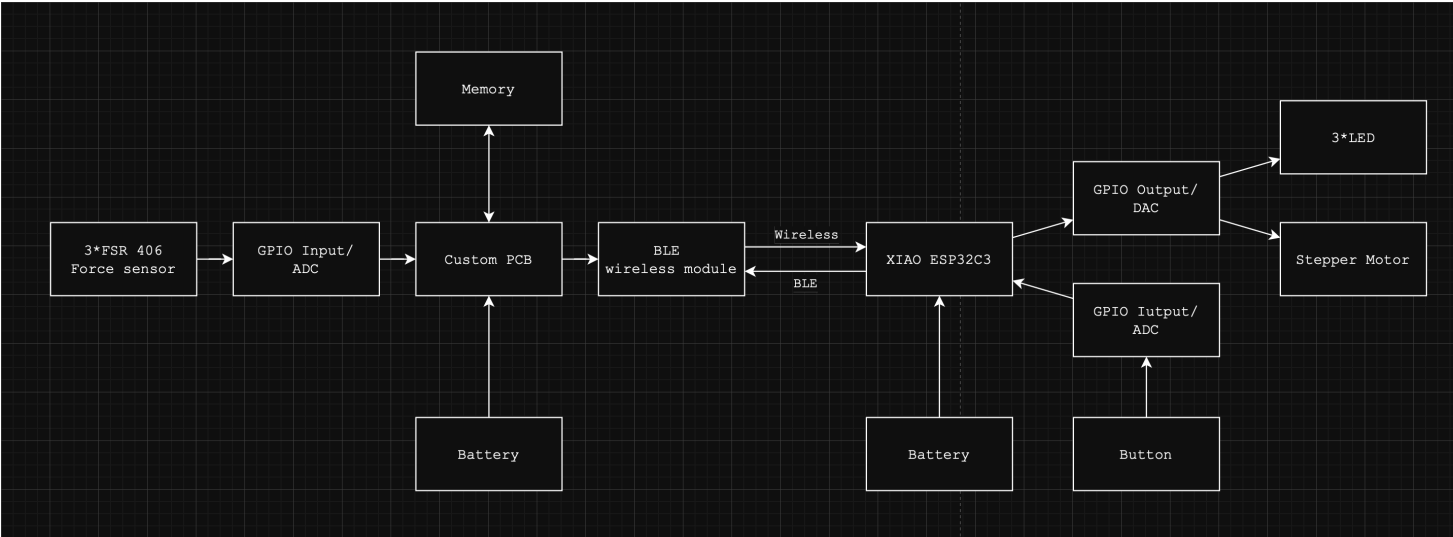 Memory
3*LED
GPIO Output/
DAC
3*FSR 406
Force sensor
GPIO Input/
ADC
Custom PCB
BLE
wireless module
Wireless
BLE
XIAO ESP32C3
Stepper Motor
GPIO Iutput/
ADC
Battery
Battery
Button